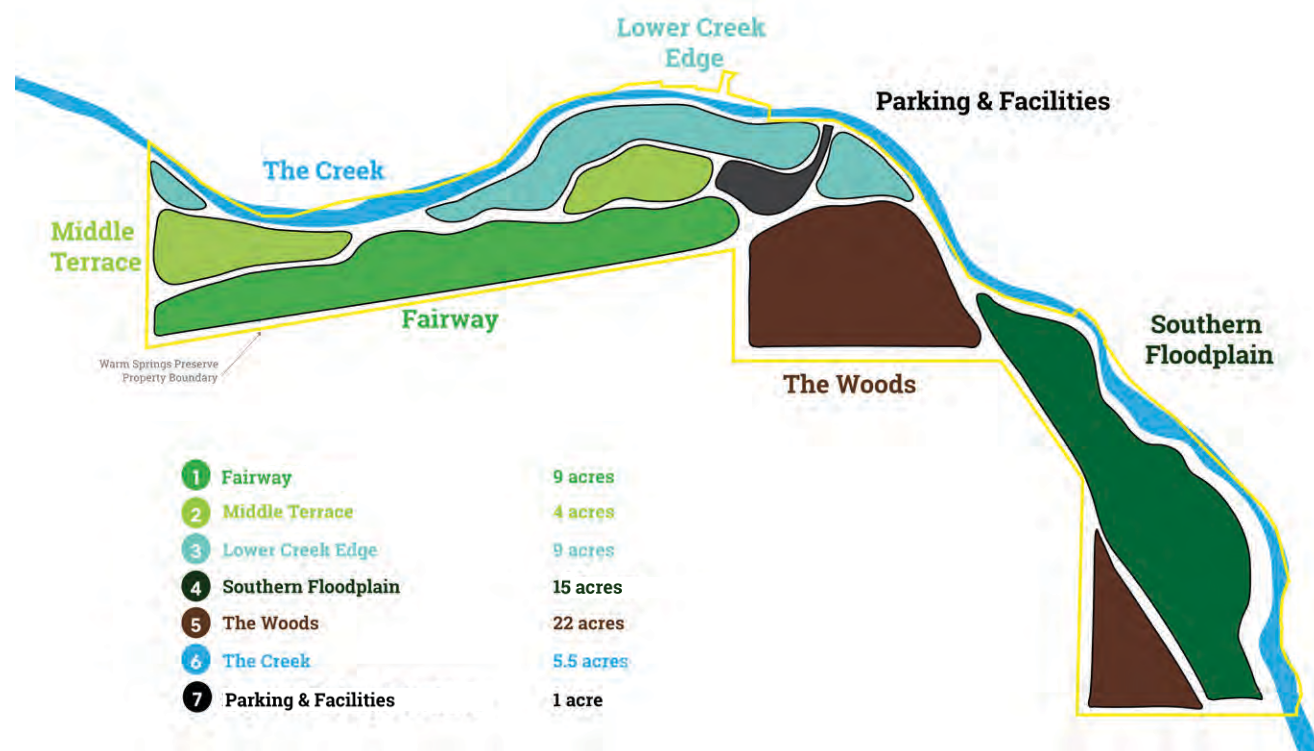 Lower Creek
Edge
Parking & Facilities
The Creek
Middle
Terrace
Fairway
Southern
Floodplain
Warm Springs Preserve
Property Boundary
The Woods
1 Fairway 9 acres
2 Middle Terrace 4 acres
3 Lower Creek Edge 9 acres
4 Southern Floodplain 15 acres
5 The Woods 22 acres
6 The Creek 5.5 acres
7 Parking & Facilities 1 acre